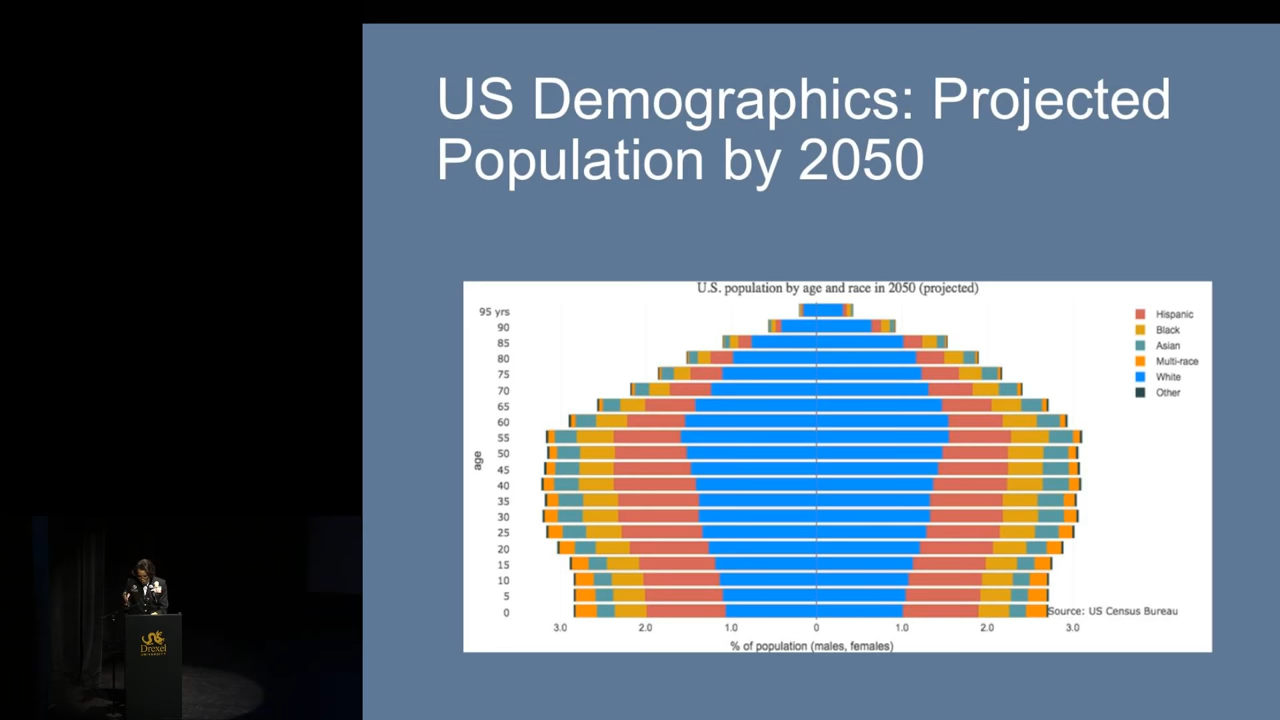 US Demographics: Projected
Population by 2050
U.S. population by age and race in 2050 (projected)
95 yrs
90
85
80
75
70
65
60
55
50
45
40
35
30
25
20
15
10
5
0
age
3.0 2.0 1.0 0 1.0 2.0 3.0
% of population (males, females)
Hispanic
Black
Asian
Multi-race
White
Other
Source: US Census Bureau
Drexel
UNIVERSITY